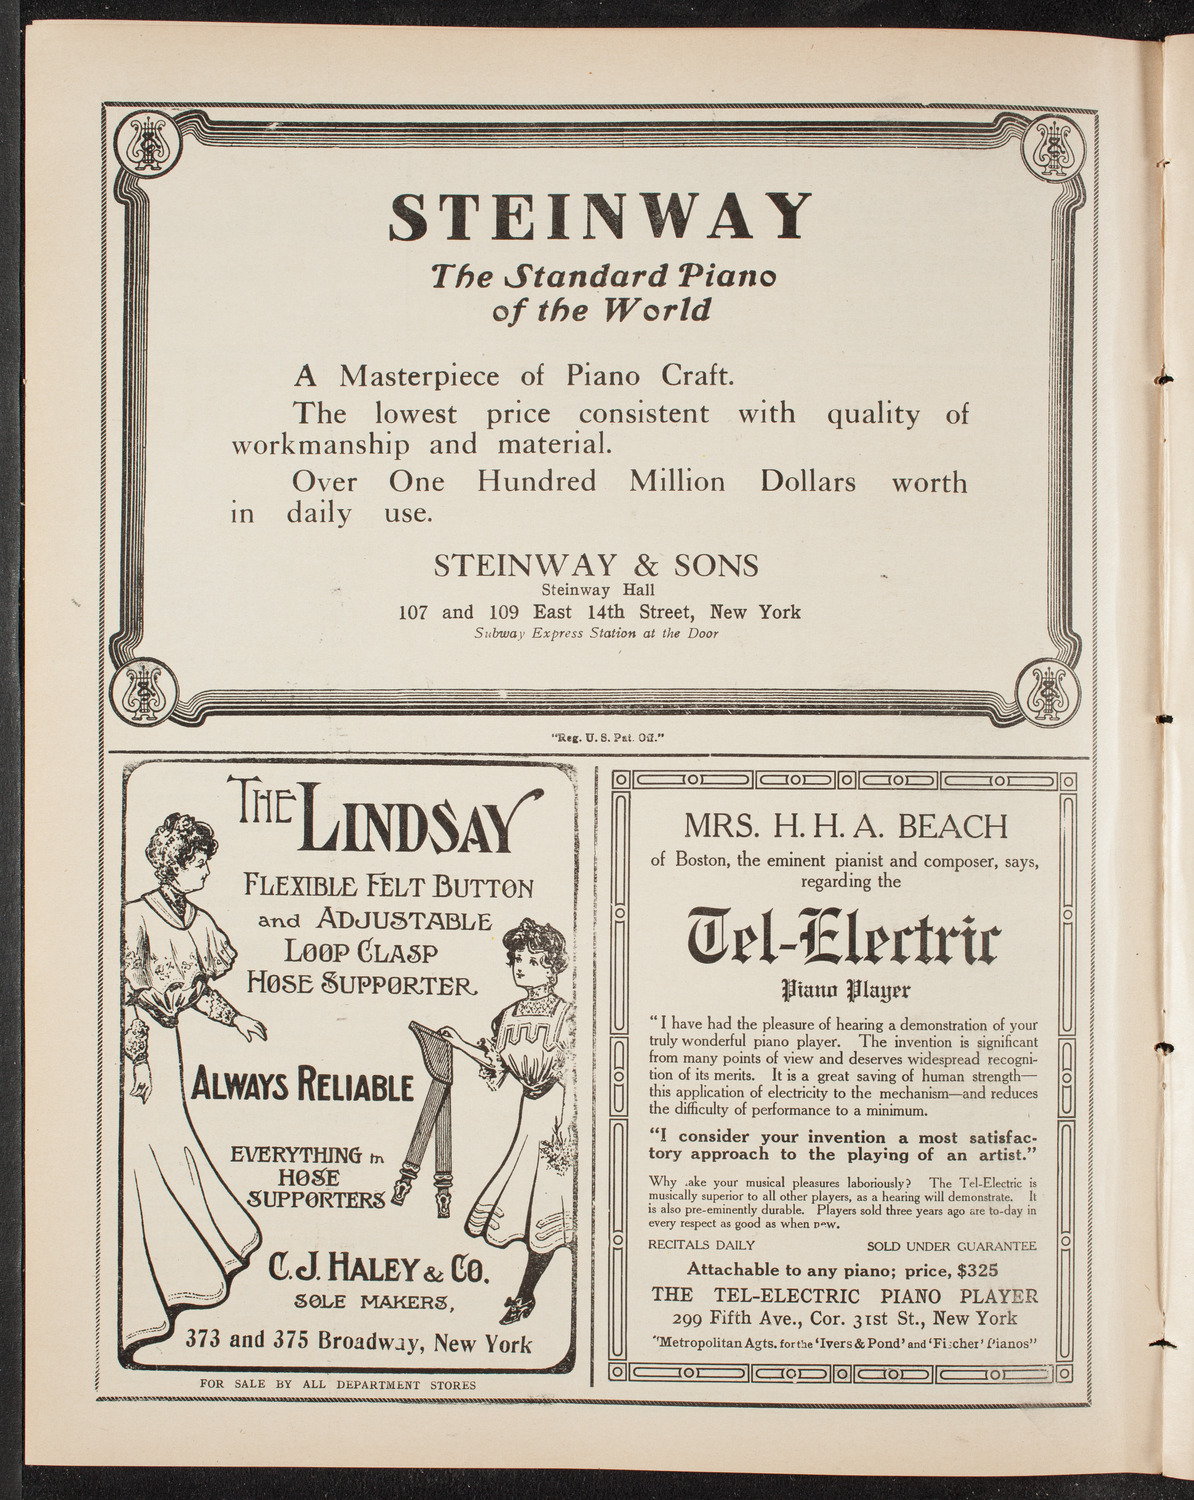 STEINWAY
The Standard Piano
of the World
A Masterpiece of Piano Craft.
The lowest price consistent with quality of
workmanship and material.
Over One Hundred Million Dollars worth
in daily use.
STEINWAY & SONS
Steinway Hall
107 and 109 East 14th Street, New York
Subway Express Station at the Door
"Reg. U. S. Pat. Off."
THE LINDSAY
FLEXIBLE FELT BUTTON
and ADJUSTABLE
LOOP CLASP
HOSE SUPPORTER
ALWAYS RELIABLE
EVERYTHING in
HOSE
SUPPORTERS
C. J. HALEY & CO.
SOLE MAKERS,
373 and 375 Broadway, New York
FOR SALE BY ALL DEPARTMENT STORES
MRS. H. H. A. BEACH
of Boston, the eminent pianist and composer, says,
regarding the
Tel-Electric
Piano Player
"I have had the pleasure of hearing a demonstration of your
truly wonderful piano player. The invention is significant
from many points of view and deserves widespread recogni-
tion of its merits. It is a great saving of human strength—
this application of electricity to the mechanism—and reduces
the difficulty of performance to a minimum.
"I consider your invention a most satisfac-
tory approach to the playing of an artist."
Why .ake your musical pleasures laboriously? The Tel-Electric is
musically superior to all other players, as a hearing will demonstrate. It
is also pre-eminently durable. Players sold three years ago are to-day in
every respect as good as when new.
RECITALS DAILY SOLD UNDER GUARANTEE
Attachable to any piano; price, $325
THE TEL-ELECTRIC PIANO PLAYER
299 Fifth Ave., Cor. 31st St., New York
"Metropolitan Agts. for the 'Ivers & Pond' and 'Fischer' Pianos"